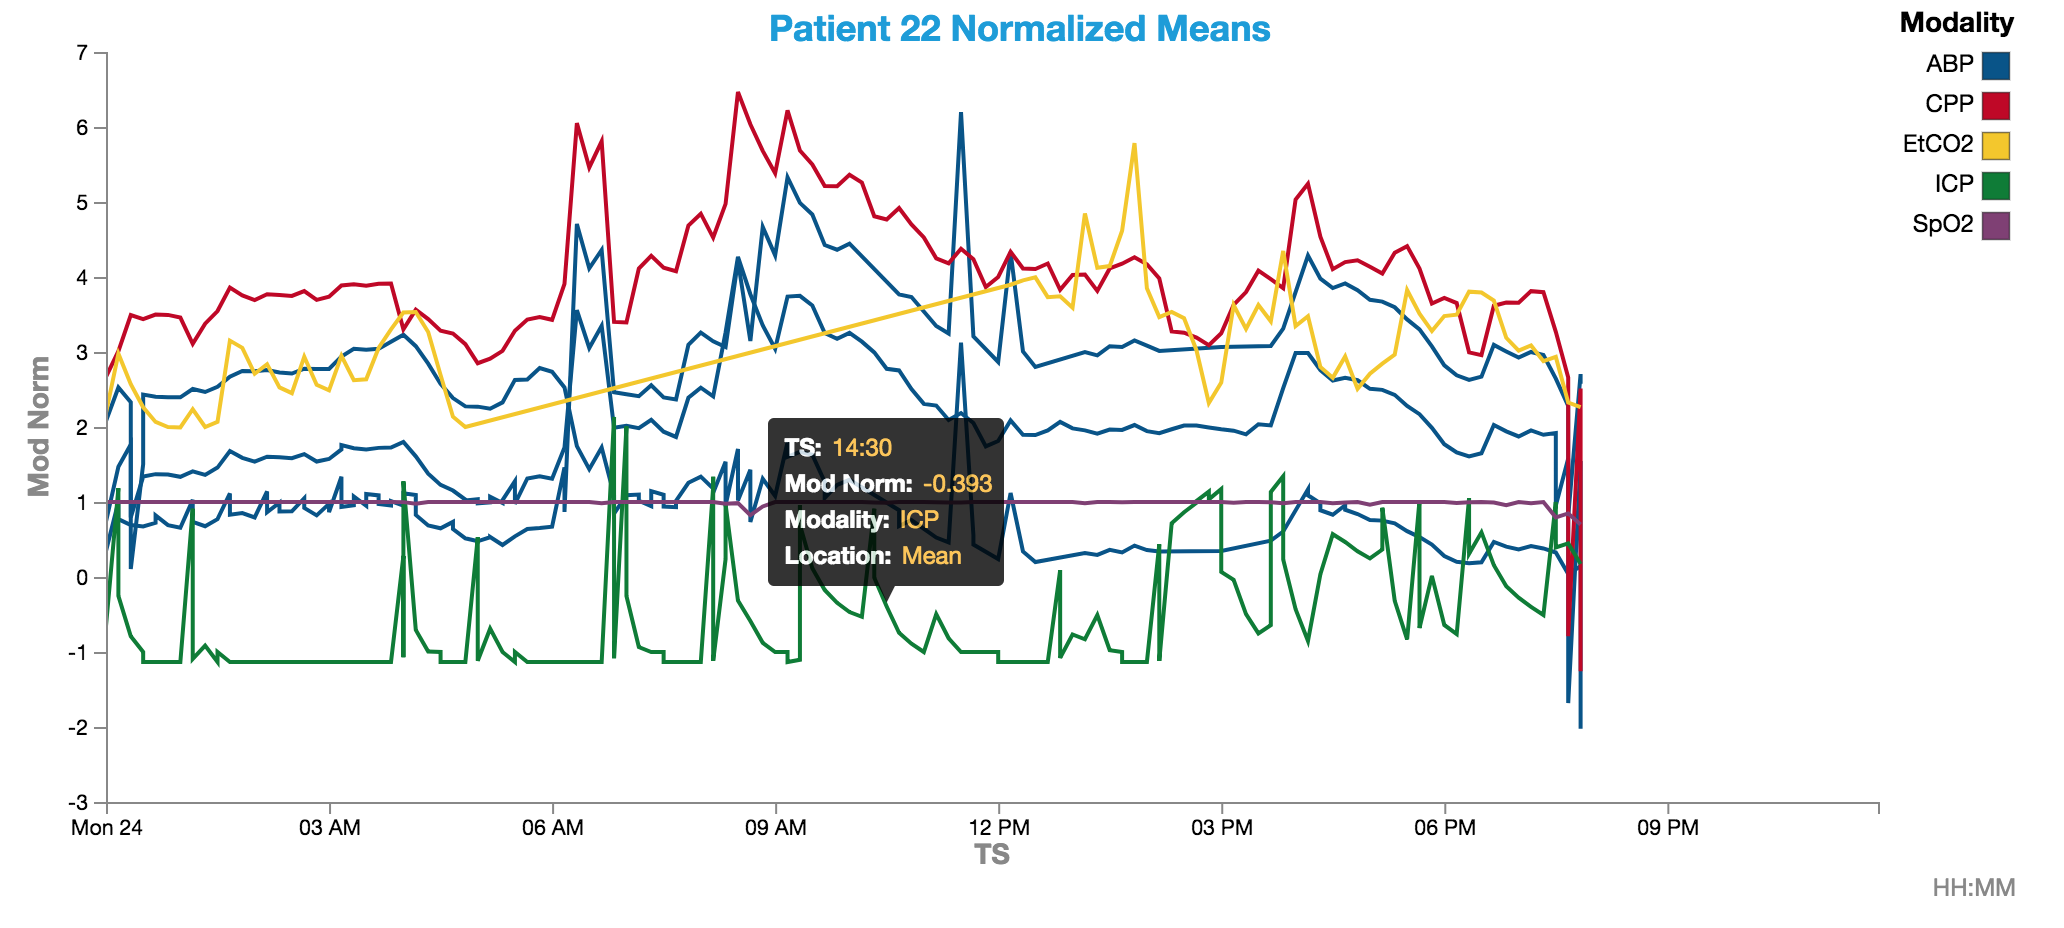 Patient 22 Normalized Means
Modality
ABP
CPP
EtCO2
ICP
SpO2
Mod Norm
7
6
5
4
3
2
1
0
-1
-2
-3
TS: 14:30
Mod Norm: -0.393
Modality: ICP
Location: Mean
Mon 24
03 AM
06 AM
09 AM
12 PM
03 PM
06 PM
09 PM
TS
HH:MM